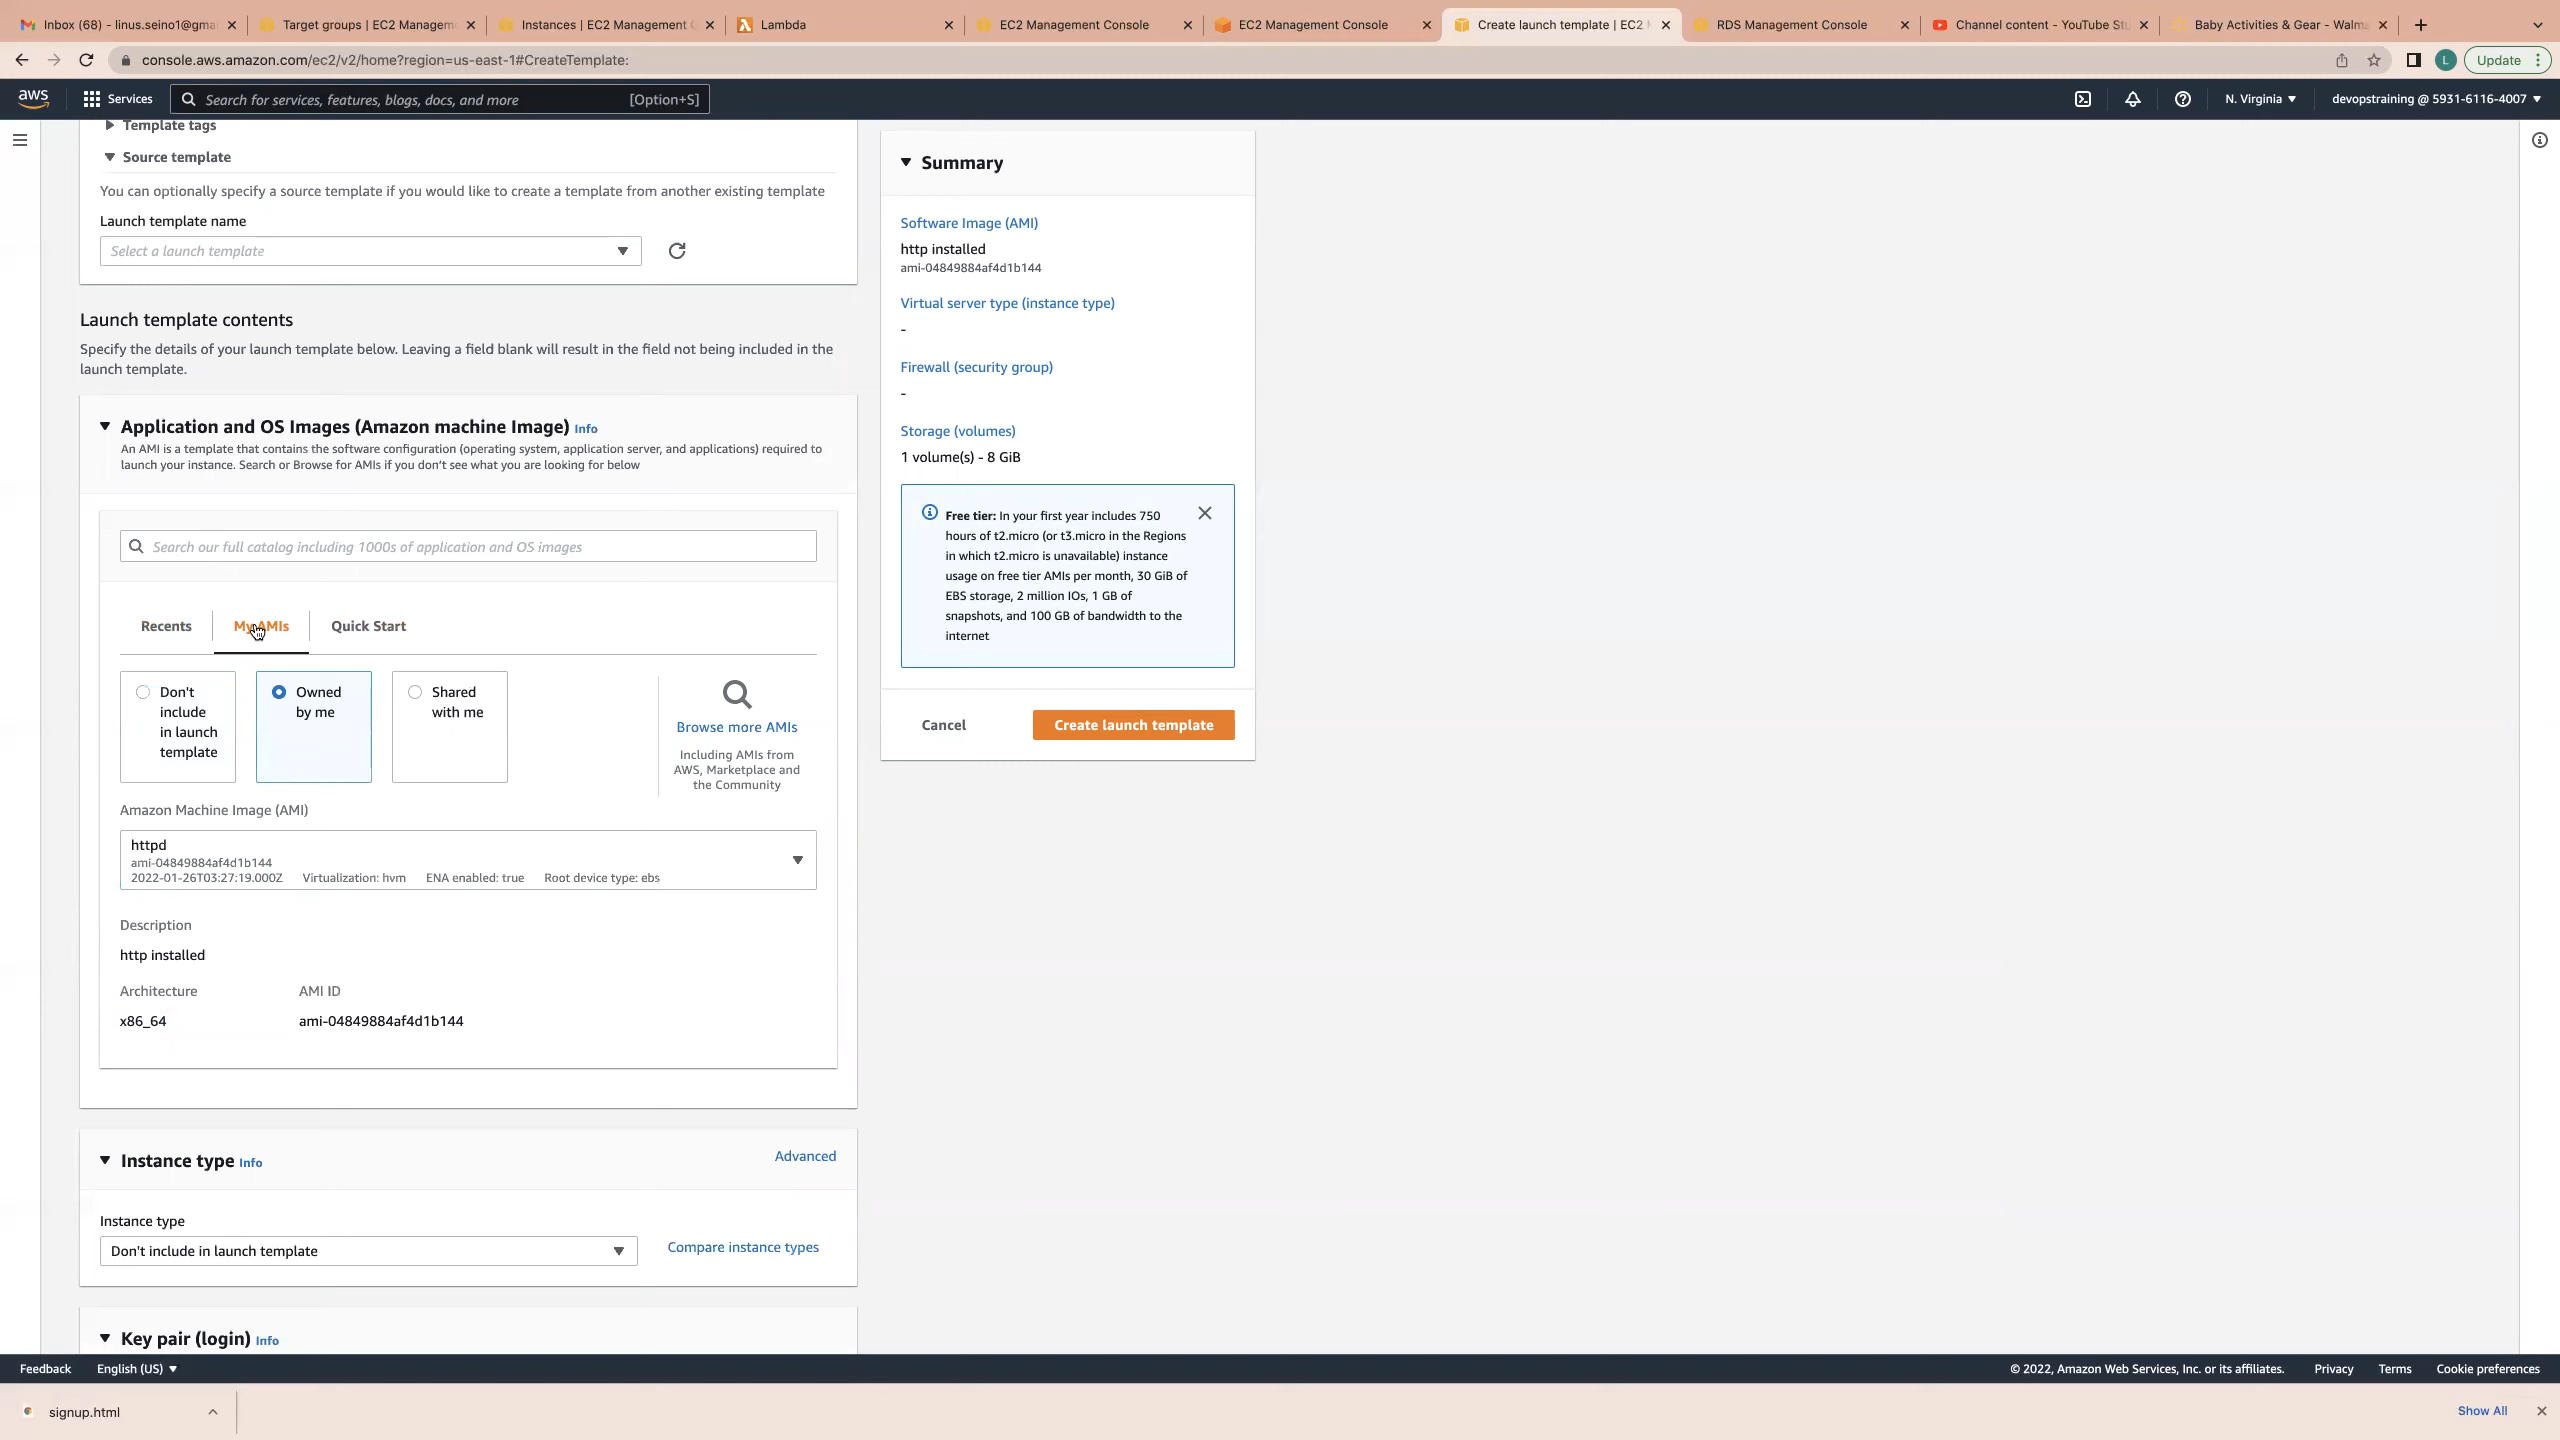 Inbox (68) - linus.seino1@gmai
Target groups | EC2 Managem
Instances | EC2 Management C
Lambda
EC2 Management Console
EC2 Management Console
Create launch template | EC2 M
RDS Management Console
Channel content - YouTube Stu
Baby Activities & Gear - Walma
console.aws.amazon.com/ec2/v2/home?region=us-east-1#CreateTemplate:
L
Update
aws
Services
Search for services, features, blogs, docs, and more
[Option+S]
N. Virginia
devopstraining @ 5931-6116-4007
Template tags
Source template
You can optionally specify a source template if you would like to create a template from another existing template
Launch template name
Select a launch template
Launch template contents
Specify the details of your launch template below. Leaving a field blank will result in the field not being included in the
launch template.
Application and OS Images (Amazon machine Image) Info
An AMI is a template that contains the software configuration (operating system, application server, and applications) required to
launch your instance. Search or Browse for AMIs if you don't see what you are looking for below
Search our full catalog including 1000s of application and OS images
Recents
My AMIs
Quick Start
Don't
include
in launch
template
Owned
by me
Shared
with me
Browse more AMIs
Including AMIs from
AWS, Marketplace and
the Community
Amazon Machine Image (AMI)
httpd
ami-04849884af4d1b144
2022-01-26T03:27:19.000Z Virtualization: hvm ENA enabled: true Root device type: ebs
Description
http installed
Architecture
AMI ID
x86_64
ami-04849884af4d1b144
Instance type Info
Advanced
Instance type
Don't include in launch template
Compare instance types
Key pair (login) Info
Summary
Software Image (AMI)
http installed
ami-04849884af4d1b144
Virtual server type (instance type)
-
Firewall (security group)
-
Storage (volumes)
1 volume(s) - 8 GiB
Free tier: In your first year includes 750
hours of t2.micro (or t3.micro in the Regions
in which t2.micro is unavailable) instance
usage on free tier AMIs per month, 30 GiB of
EBS storage, 2 million IOs, 1 GB of
snapshots, and 100 GB of bandwidth to the
internet
Cancel
Create launch template
Feedback
English (US)
© 2022, Amazon Web Services, Inc. or its affiliates.
Privacy
Terms
Cookie preferences
signup.html
Show All